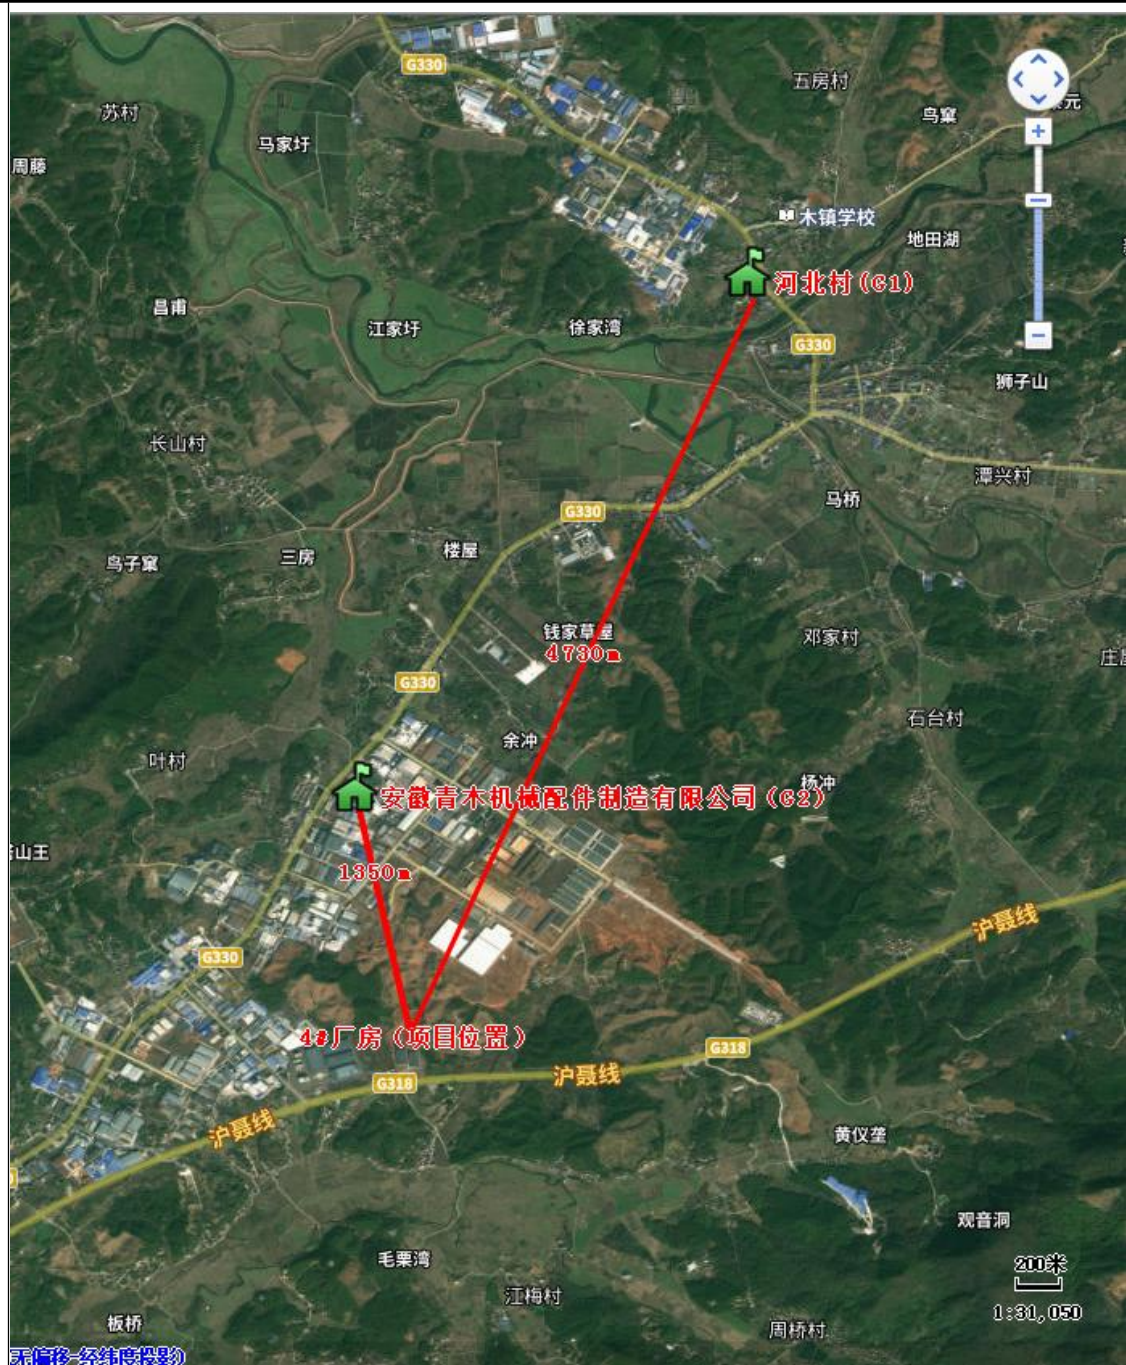 G330
五房村
苏村
鸟窠
元
马家圩
周藤
木镇学校
地田湖
河北村(G1)
昌甫
江家圩
徐家湾
G330
狮子山
长山村
潭兴村
马桥
G330
楼屋
三房
鸟子窠
钱家草屋
4730m
邓家村
庄屋
G330
石台村
余冲
叶村
杨冲
安徽青木机械配件制造有限公司(G2)
山王
1350m
沪聂线
G330
4#厂房(项目位置)
G318
沪聂线
G318
沪聂线
黄仪垄
观音洞
毛栗湾
200米
江梅村
1:31,050
板桥
周桥村
无偏移-经纬度投影)